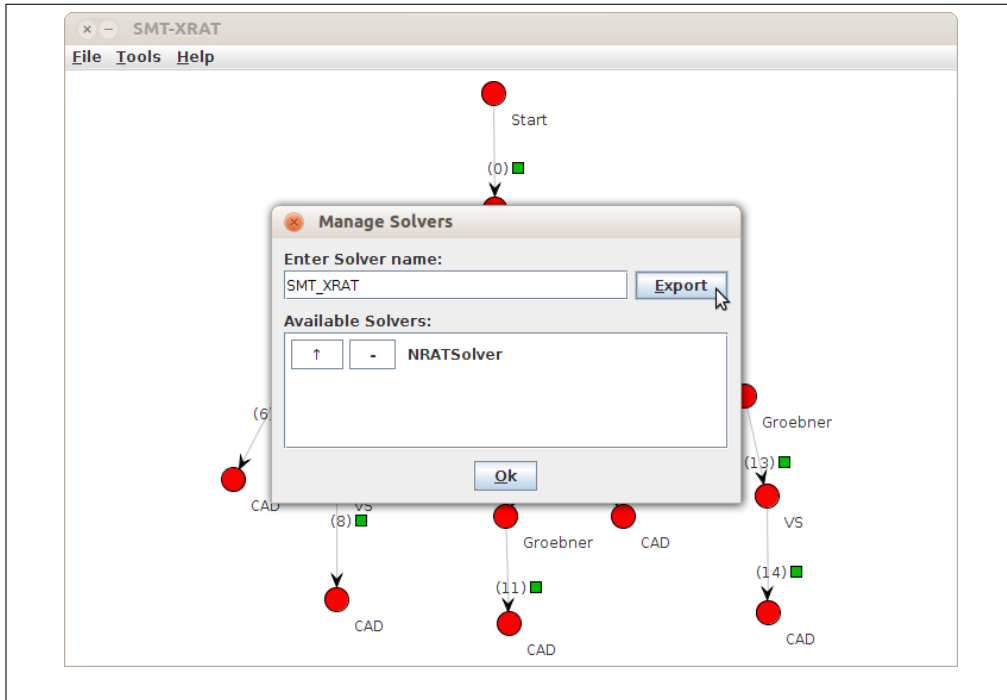 SMT-XRAT
File Tools Help
Start
(0)
Manage Solvers
Enter Solver name:
SMT_XRAT
Export
Available Solvers:
↑ - NRATSolver
Ok
(6)
Groebner
(13)
CAD
VS
(8)
Groebner
CAD
VS
(14)
(11)
CAD
CAD
CAD